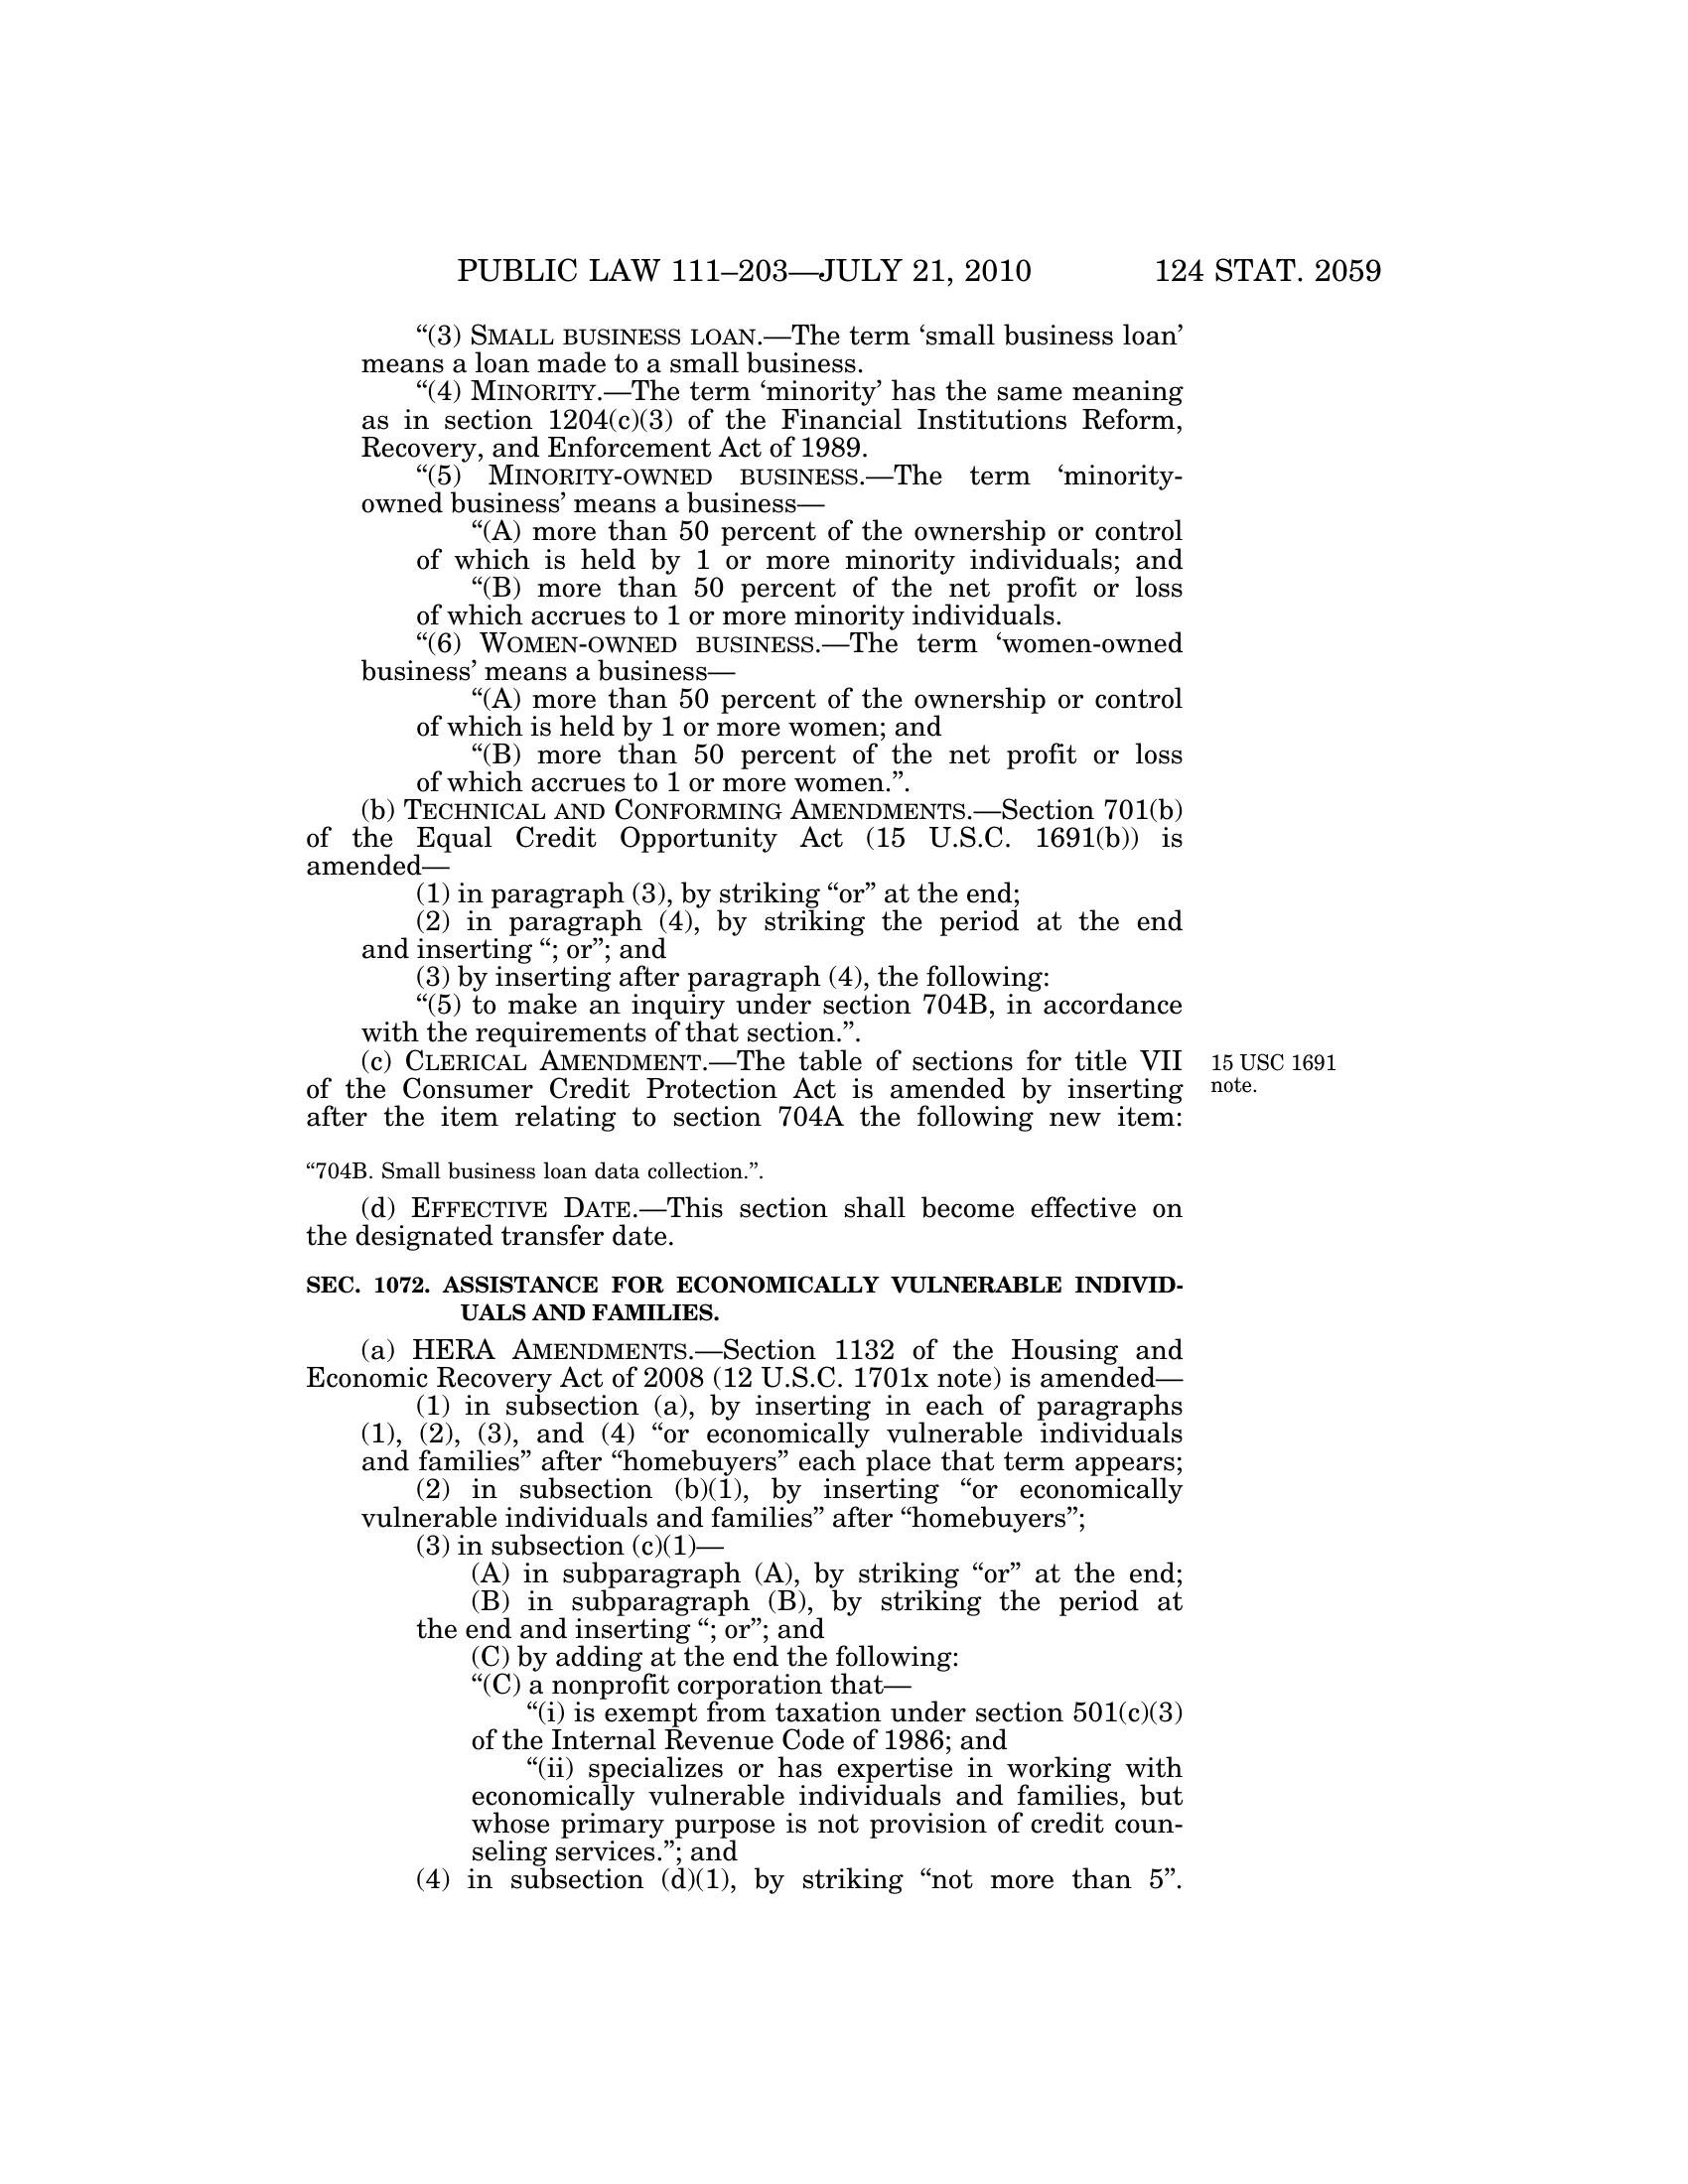 PUBLIC LAW 111–203—JULY 21, 2010 124 STAT. 2059
“(3) SMALL BUSINESS LOAN.—The term ‘small business loan’
means a loan made to a small business.
“(4) MINORITY.—The term ‘minority’ has the same meaning
as in section 1204(c)(3) of the Financial Institutions Reform,
Recovery, and Enforcement Act of 1989.
“(5) MINORITY-OWNED BUSINESS.—The term ‘minority-
owned business’ means a business—
“(A) more than 50 percent of the ownership or control
of which is held by 1 or more minority individuals; and
“(B) more than 50 percent of the net profit or loss
of which accrues to 1 or more minority individuals.
“(6) WOMEN-OWNED BUSINESS.—The term ‘women-owned
business’ means a business—
“(A) more than 50 percent of the ownership or control
of which is held by 1 or more women; and
“(B) more than 50 percent of the net profit or loss
of which accrues to 1 or more women.”.
(b) TECHNICAL AND CONFORMING AMENDMENTS.—Section 701(b)
of the Equal Credit Opportunity Act (15 U.S.C. 1691(b)) is
amended—
(1) in paragraph (3), by striking “or” at the end;
(2) in paragraph (4), by striking the period at the end
and inserting “; or”; and
(3) by inserting after paragraph (4), the following:
“(5) to make an inquiry under section 704B, in accordance
with the requirements of that section.”.
(c) CLERICAL AMENDMENT.—The table of sections for title VII
of the Consumer Credit Protection Act is amended by inserting
after the item relating to section 704A the following new item:
15 USC 1691
note.
“704B. Small business loan data collection.”.
(d) EFFECTIVE DATE.—This section shall become effective on
the designated transfer date.
SEC. 1072. ASSISTANCE FOR ECONOMICALLY VULNERABLE INDIVID-
UALS AND FAMILIES.
(a) HERA AMENDMENTS.—Section 1132 of the Housing and
Economic Recovery Act of 2008 (12 U.S.C. 1701x note) is amended—
(1) in subsection (a), by inserting in each of paragraphs
(1), (2), (3), and (4) “or economically vulnerable individuals
and families” after “homebuyers” each place that term appears;
(2) in subsection (b)(1), by inserting “or economically
vulnerable individuals and families” after “homebuyers”;
(3) in subsection (c)(1)—
(A) in subparagraph (A), by striking “or” at the end;
(B) in subparagraph (B), by striking the period at
the end and inserting “; or”; and
(C) by adding at the end the following:
“(C) a nonprofit corporation that—
“(i) is exempt from taxation under section 501(c)(3)
of the Internal Revenue Code of 1986; and
“(ii) specializes or has expertise in working with
economically vulnerable individuals and families, but
whose primary purpose is not provision of credit coun-
seling services.”; and
(4) in subsection (d)(1), by striking “not more than 5”.